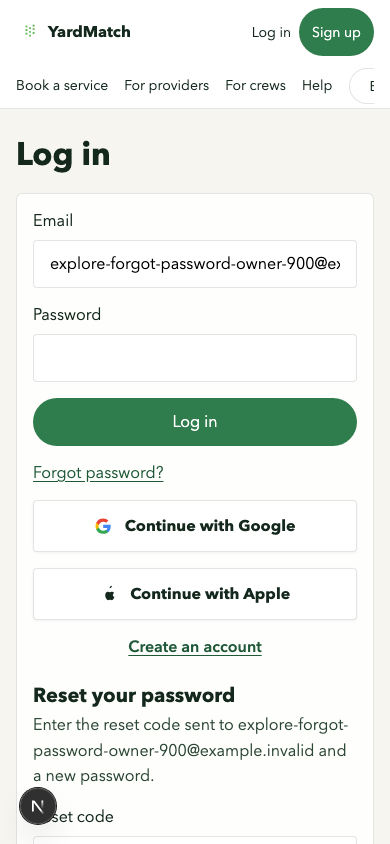 YardMatch
Log in
Sign up
Book a service
For providers
For crews
Help
Log in
Email
explore-forgot-password-owner-900@ex
Password
Log in
Forgot password?
Continue with Google
Continue with Apple
Create an account
Reset your password
Enter the reset code sent to explore-forgot-
password-owner-900@example.invalid and
a new password.
N
set code